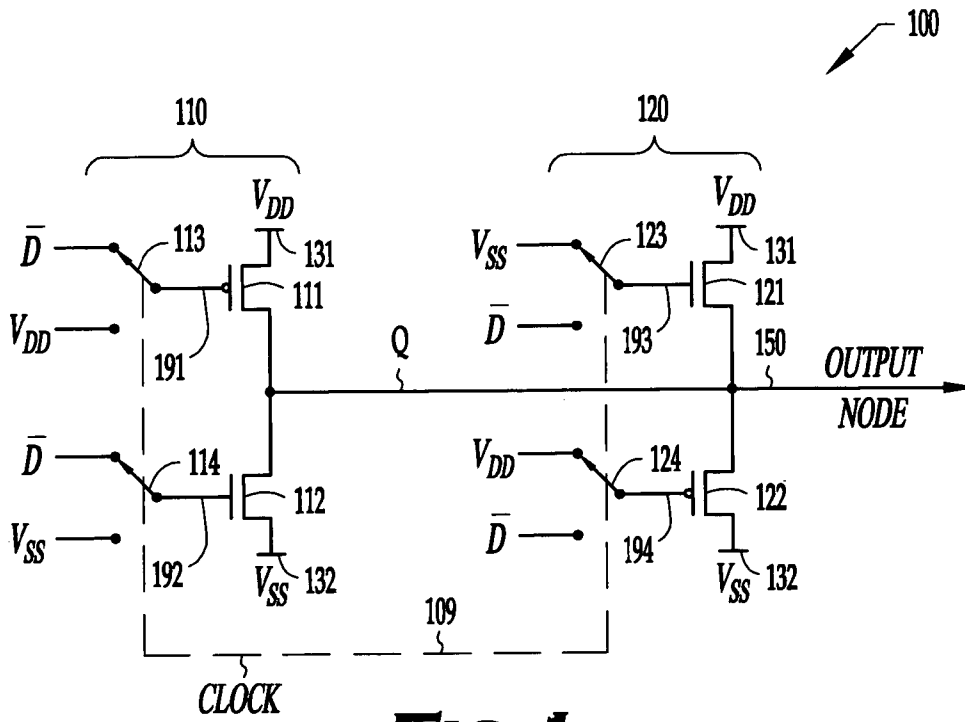 100
110
120
V_DD
V_DD
D̅
113
131
V_SS
123
131
111
121
V_DD
191
D̅
193
Q
150
OUTPUT
NODE
D̅
114
V_DD
124
112
122
V_SS
192
D̅
194
V_SS
132
V_SS
132
109
CLOCK